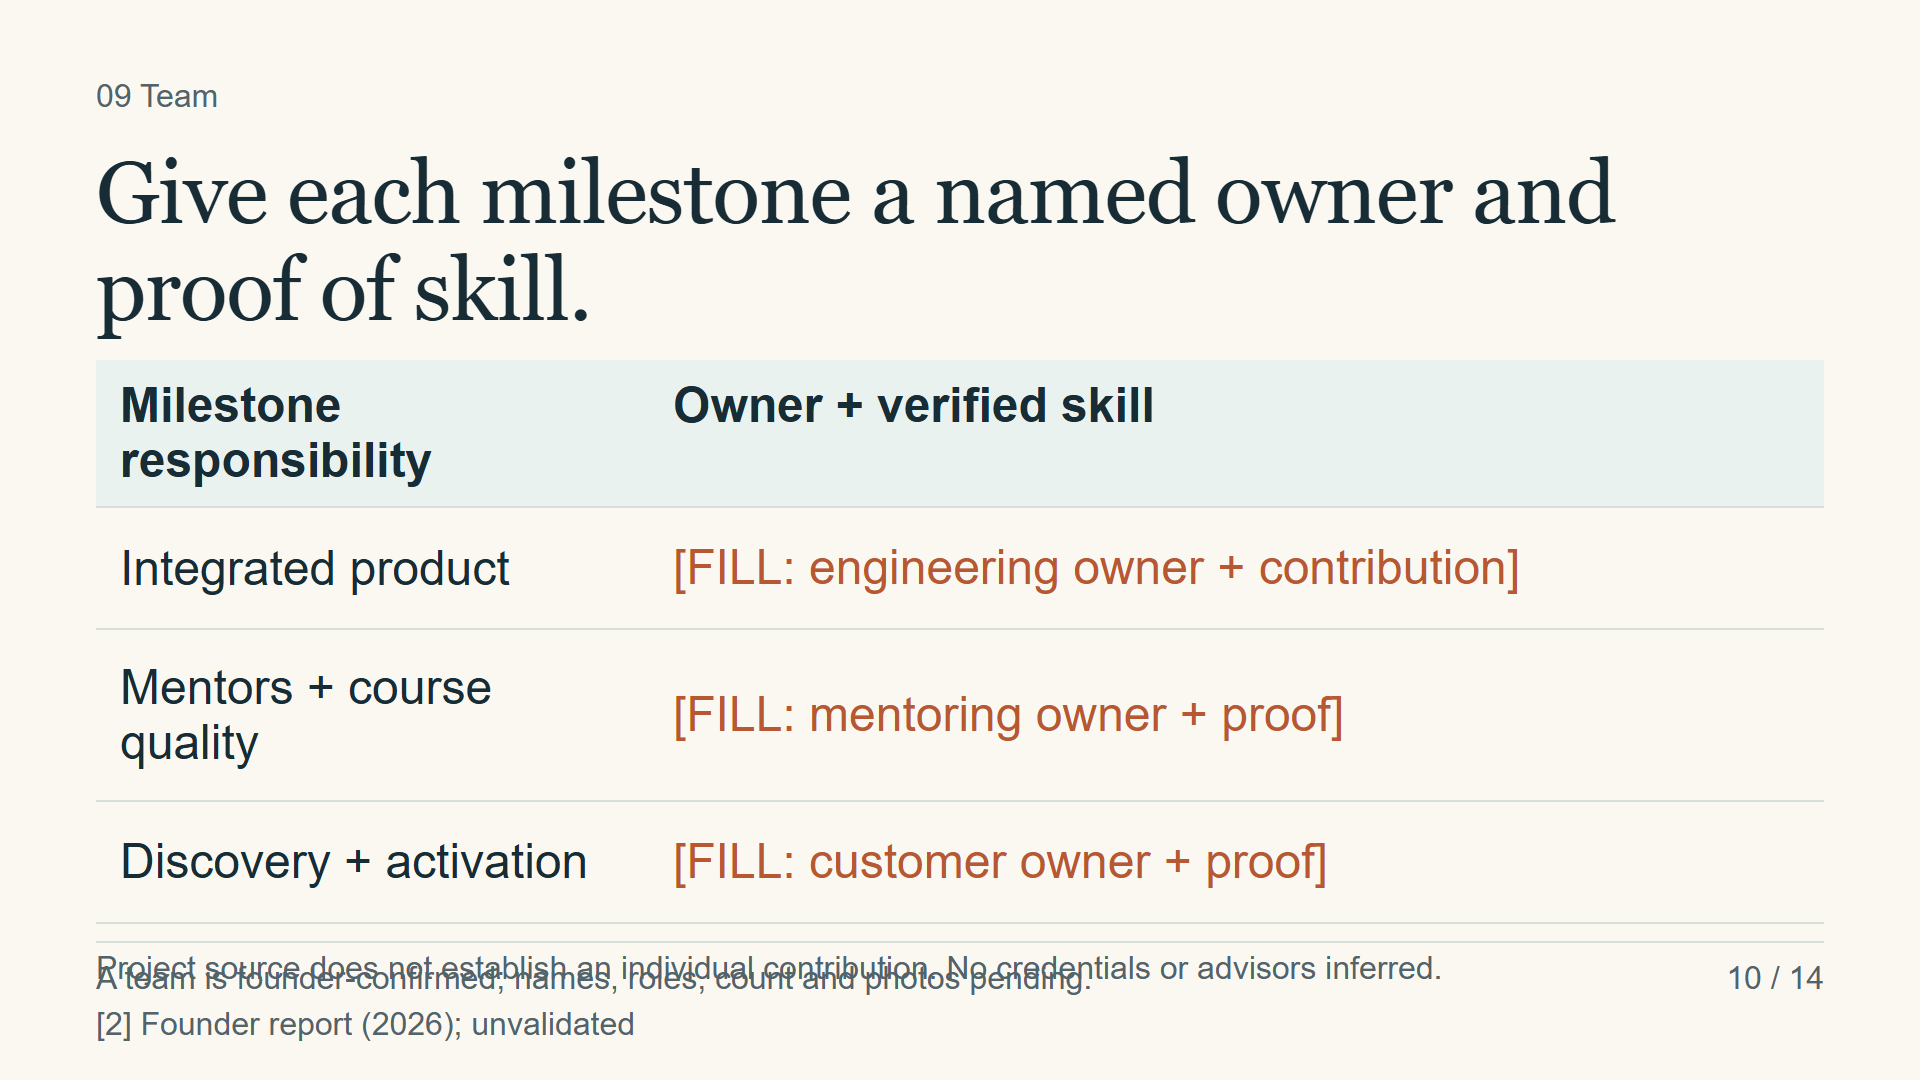 09 Team
Give each milestone a named owner and
proof of skill.
Milestone
responsibility
Owner + verified skill
Integrated product
[FILL: engineering owner + contribution]
Mentors + course
quality
[FILL: mentoring owner + proof]
Discovery + activation
[FILL: customer owner + proof]
Project source does not establish an individual contribution. No credentials or advisors inferred.
A team is founder-confirmed; names, roles, count and photos pending.
10 / 14
[2] Founder report (2026); unvalidated